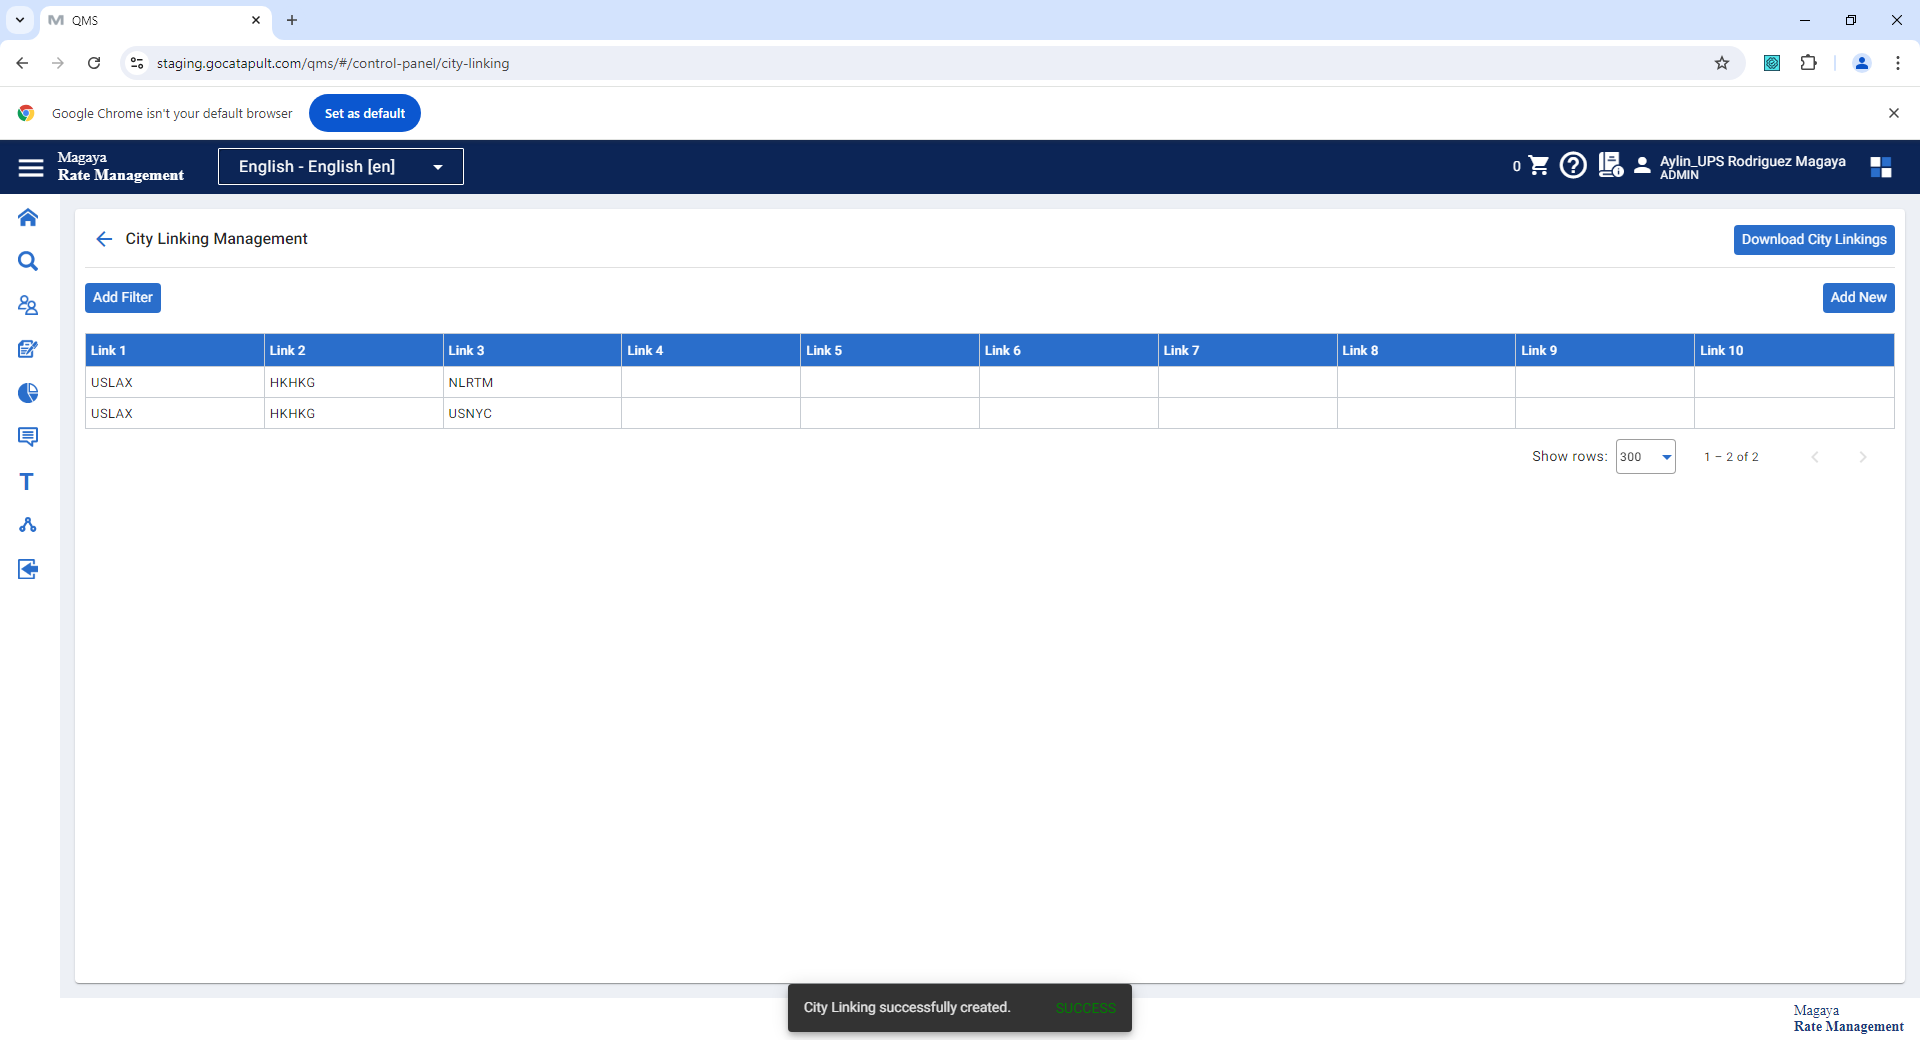 QMS
staging.gocatapult.com/qms/#/control-panel/city-linking
Google Chrome isn't your default browser
Set as default
Magaya
Rate Management
English - English [en]
0
Aylin_UPS Rodriguez Magaya
ADMIN
City Linking Management
Download City Linkings
Add Filter
Add New
Link 1 Link 2 Link 3 Link 4 Link 5 Link 6 Link 7 Link 8 Link 9 Link 10
USLAX HKHKG NLRTM
USLAX HKHKG USNYC
Show rows: 300 1 – 2 of 2
City Linking successfully created. SUCCESS
Magaya
Rate Management